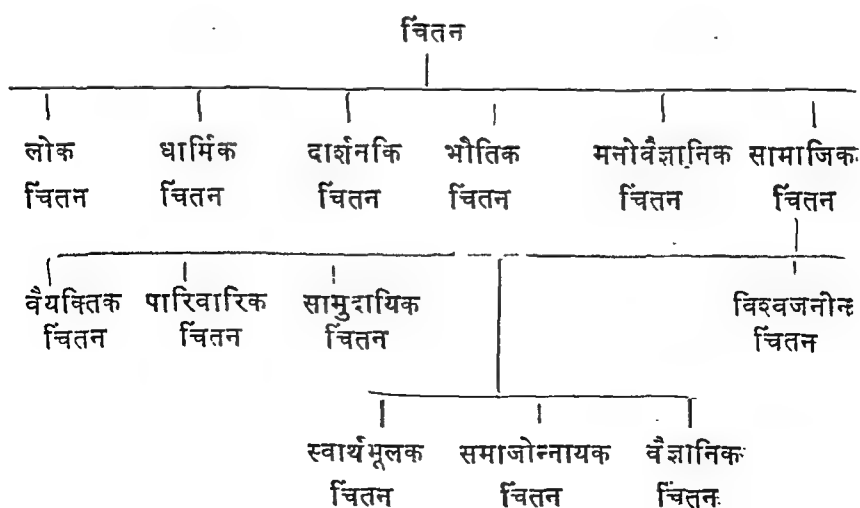 चिंतन
लोक धार्मिक दार्शनकि भौतिक मनोवैज्ञानिक सामाजिक
चिंतन चिंतन चिंतन चिंतन चिंतन चिंतन
वैयक्तिक पारिवारिक सामुदायिक विश्वजनीन
चिंतन चिंतन चिंतन चिंतन
स्वार्थमूलक समाजोन्नायक वैज्ञानिक
चिंतन चिंतन चिंतन